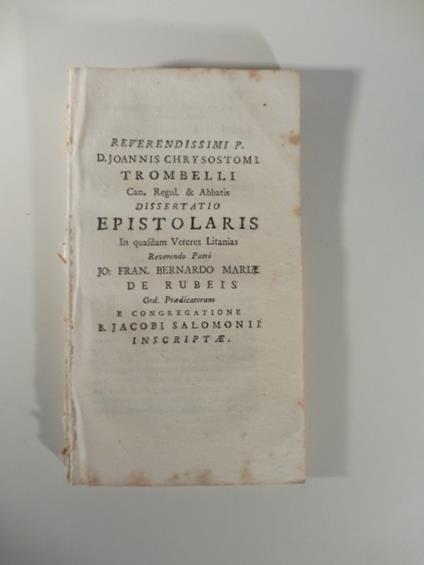 REVERENDISSIMI P.
D. JOANNIS CHRYSOSTOMI
TROMBELLI
Can. Regul. & Abbatis
DISSERTATIO
EPISTOLARIS
In quasdam Veteres Litanias
Reverendo Patri
JO: FRAN. BERNARDO MARIÆ
DE RUBEIS
Ord. Prædicatorum
E CONGREGATIONE
B. JACOBI SALOMONII
INSCRIPTÆ.